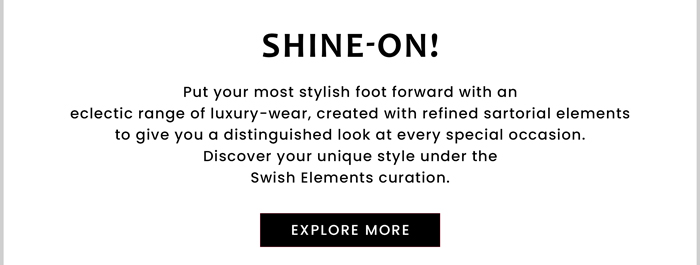 SHINE-ON!
Put your most stylish foot forward with an
eclectic range of luxury-wear, created with refined sartorial elements
to give you a distinguished look at every special occasion.
Discover your unique style under the
Swish Elements curation.
EXPLORE MORE